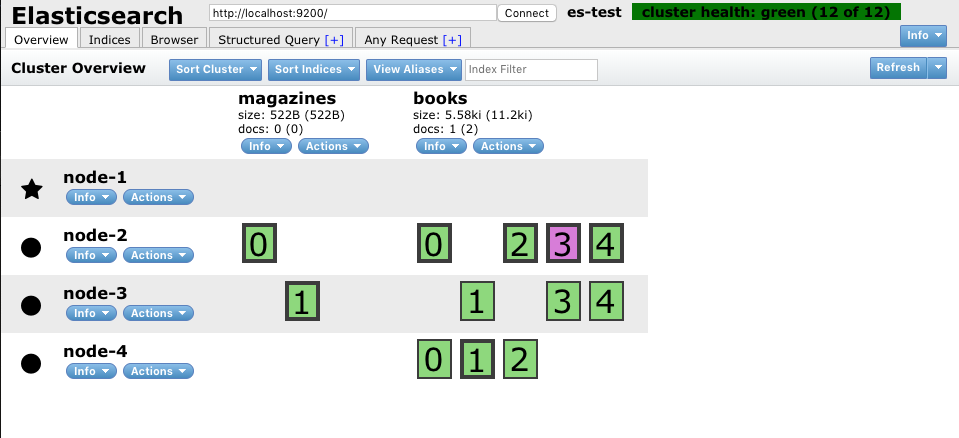 Elasticsearch http://localhost:9200/ Connect es-test cluster health: green (12 of 12)
Overview Indices Browser Structured Query [+] Any Request [+] Info
Cluster Overview Sort Cluster Sort Indices View Aliases Index Filter Refresh
magazines books
size: 522B (522B) size: 5.58ki (11.2ki)
docs: 0 (0) docs: 1 (2)
Info Actions Info Actions
node-1
Info Actions
node-2
Info Actions
0 0 2 3 4
node-3
Info Actions
1 1 3 4
node-4
Info Actions
0 1 2